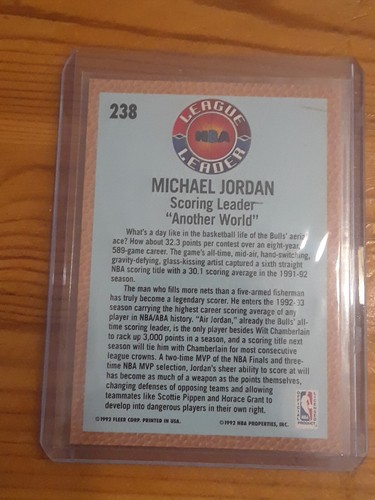 238
LEAGUE
NBA
LEADER
MICHAEL JORDAN
Scoring Leader
"Another World"
What's a day like in the basketball life of the Bulls' aerial
ace? How about 32.3 points per contest over an eight-year,
589-game career. The game's all-time, mid-air, hand-switching,
gravity-defying, glass-kissing artist captured a sixth straight
NBA scoring title with a 30.1 scoring average in the 1991-92
season.
The man who fills more nets than a five-armed fisherman
has truly become a legendary scorer. He enters the 1992-93
season carrying the highest career scoring average of any
player in NBA/ABA history. "Air Jordan," already the Bulls' all-
time scoring leader, is the only player besides Wilt Chamberlain
to rack up 3,000 points in a season, and a scoring title next
season will tie him with Chamberlain for most consecutive
league crowns. A two-time MVP of the NBA Finals and three-
time NBA MVP selection, Jordan's sheer ability to score at will
has become as much of a weapon as the points themselves,
changing defenses of opposing teams and allowing
teammates like Scottie Pippen and Horace Grant to
develop into dangerous players in their own right.
©1992 FLEER CORP. PRINTED IN USA.
©1992 NBA PROPERTIES, INC.
NBA